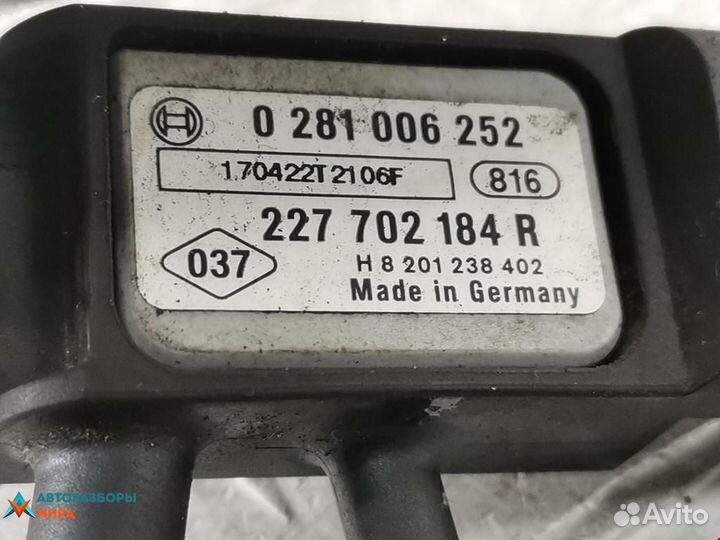 0 281 006 252
170422T2106F 816
227 702 184 R
037 H 8 201 238 402
Made in Germany
АВТОРАЗБОРЫ
МИРА
Avito